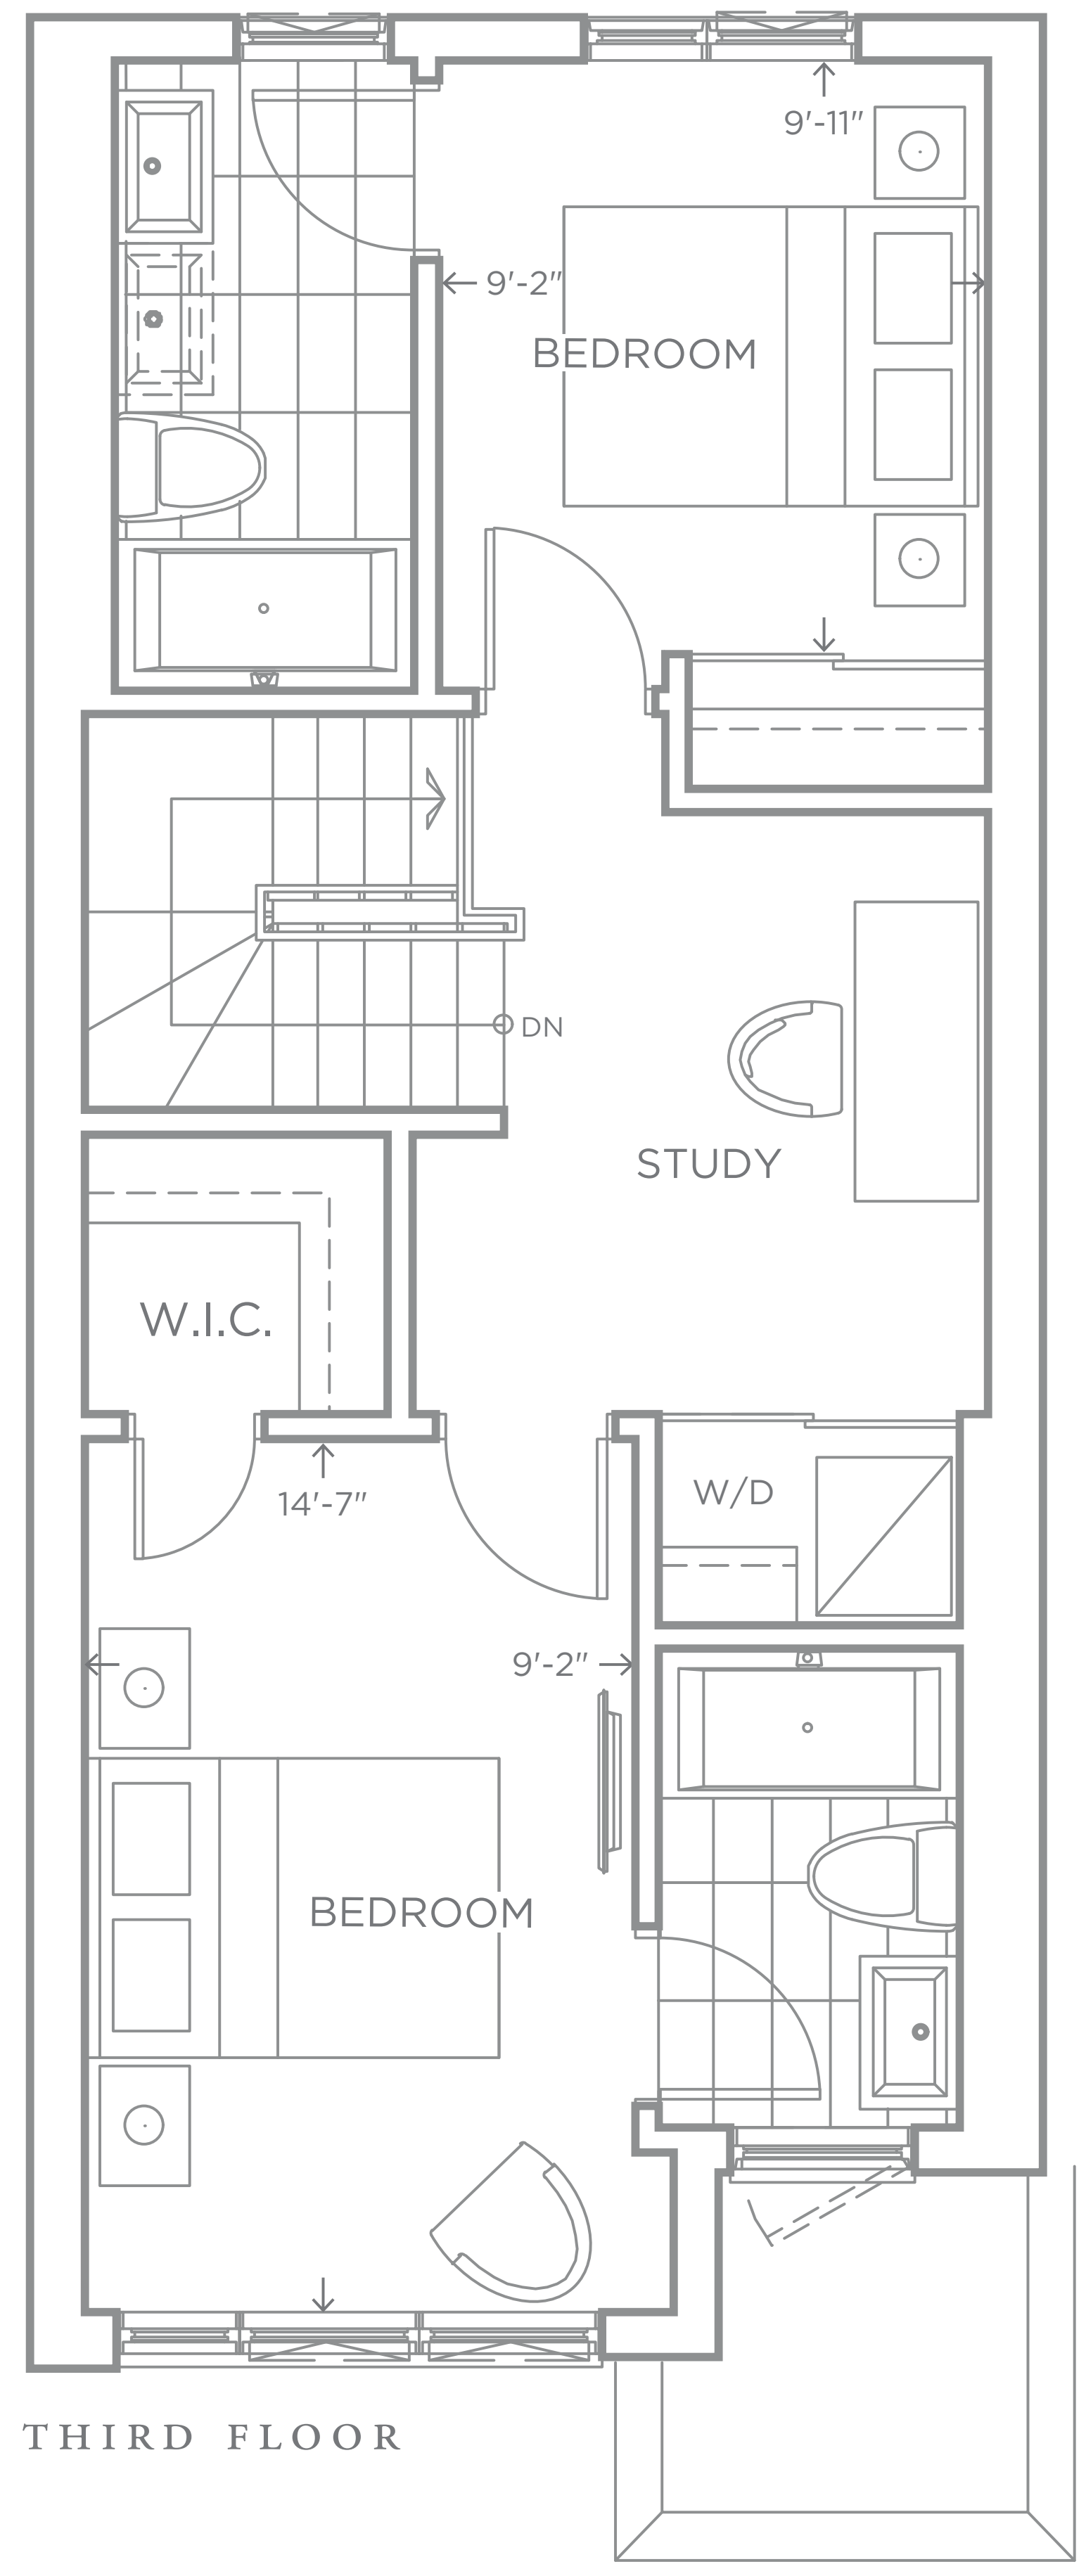 9'-11"
9'-2"
BEDROOM
DN
STUDY
W.I.C.
W/D
14'-7"
9'-2"
BEDROOM
THIRD FLOOR